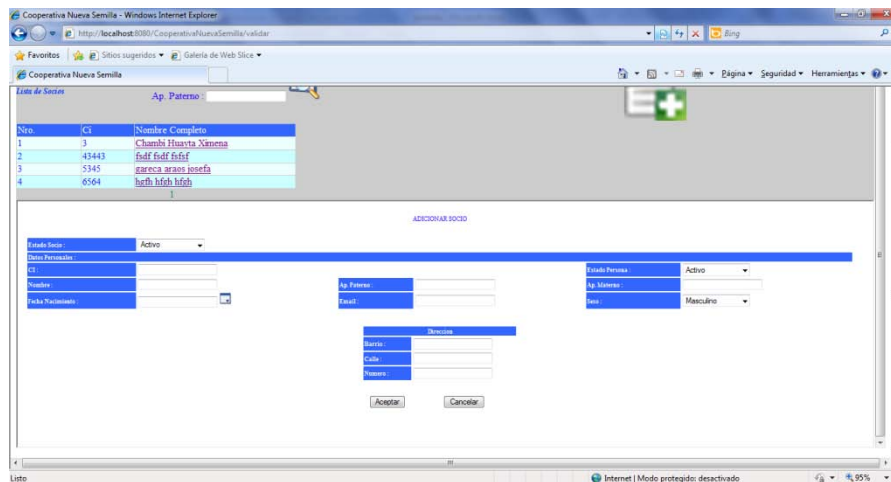 Cooperativa Nueva Semilla - Windows Internet Explorer
http://localhost:8080/CooperativaNuevaSemilla/validar
Bing
Favoritos Sitios sugeridos Galería de Web Slice
Cooperativa Nueva Semilla
Página Seguridad Herramientas
Lista de Socios
Ap. Paterno :
Nro. Ci Nombre Completo
1 3 Chambi Huayta Ximena
2 43443 fsdf fsdf fsfsf
3 5345 gareca araos josefa
4 6564 hgfh hfgh hfgh
1
ADICIONAR SOCIO
Estado Socio : Activo
Datos Personales :
CI : Estado Persona : Activo
Nombre : Ap. Paterno : Ap. Materno :
Fecha Nacimiento : Email : Sexo : Masculino
Direccion
Barrio :
Calle :
Numero :
Aceptar Cancelar
Listo Internet | Modo protegido: desactivado 95%